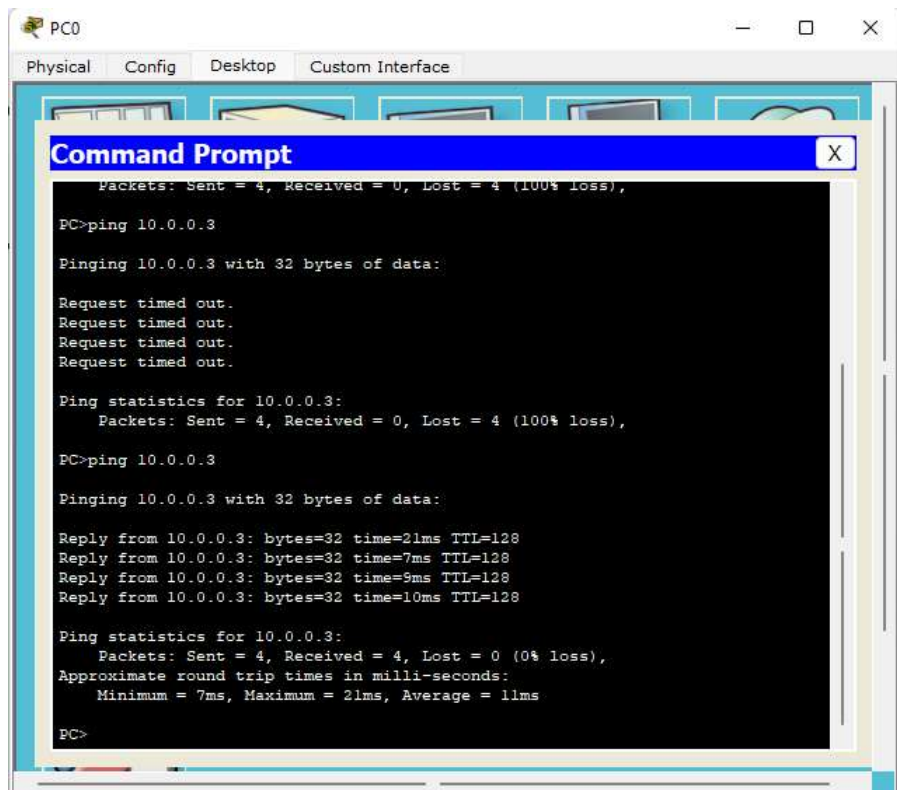 PC0
Physical Config Desktop Custom Interface
Command Prompt
X
Packets: Sent = 4, Received = 0, Lost = 4 (100% loss),
PC>ping 10.0.0.3
Pinging 10.0.0.3 with 32 bytes of data:
Request timed out.
Request timed out.
Request timed out.
Request timed out.
Ping statistics for 10.0.0.3:
Packets: Sent = 4, Received = 0, Lost = 4 (100% loss),
PC>ping 10.0.0.3
Pinging 10.0.0.3 with 32 bytes of data:
Reply from 10.0.0.3: bytes=32 time=21ms TTL=128
Reply from 10.0.0.3: bytes=32 time=7ms TTL=128
Reply from 10.0.0.3: bytes=32 time=9ms TTL=128
Reply from 10.0.0.3: bytes=32 time=10ms TTL=128
Ping statistics for 10.0.0.3:
Packets: Sent = 4, Received = 4, Lost = 0 (0% loss),
Approximate round trip times in milli-seconds:
Minimum = 7ms, Maximum = 21ms, Average = 11ms
PC>